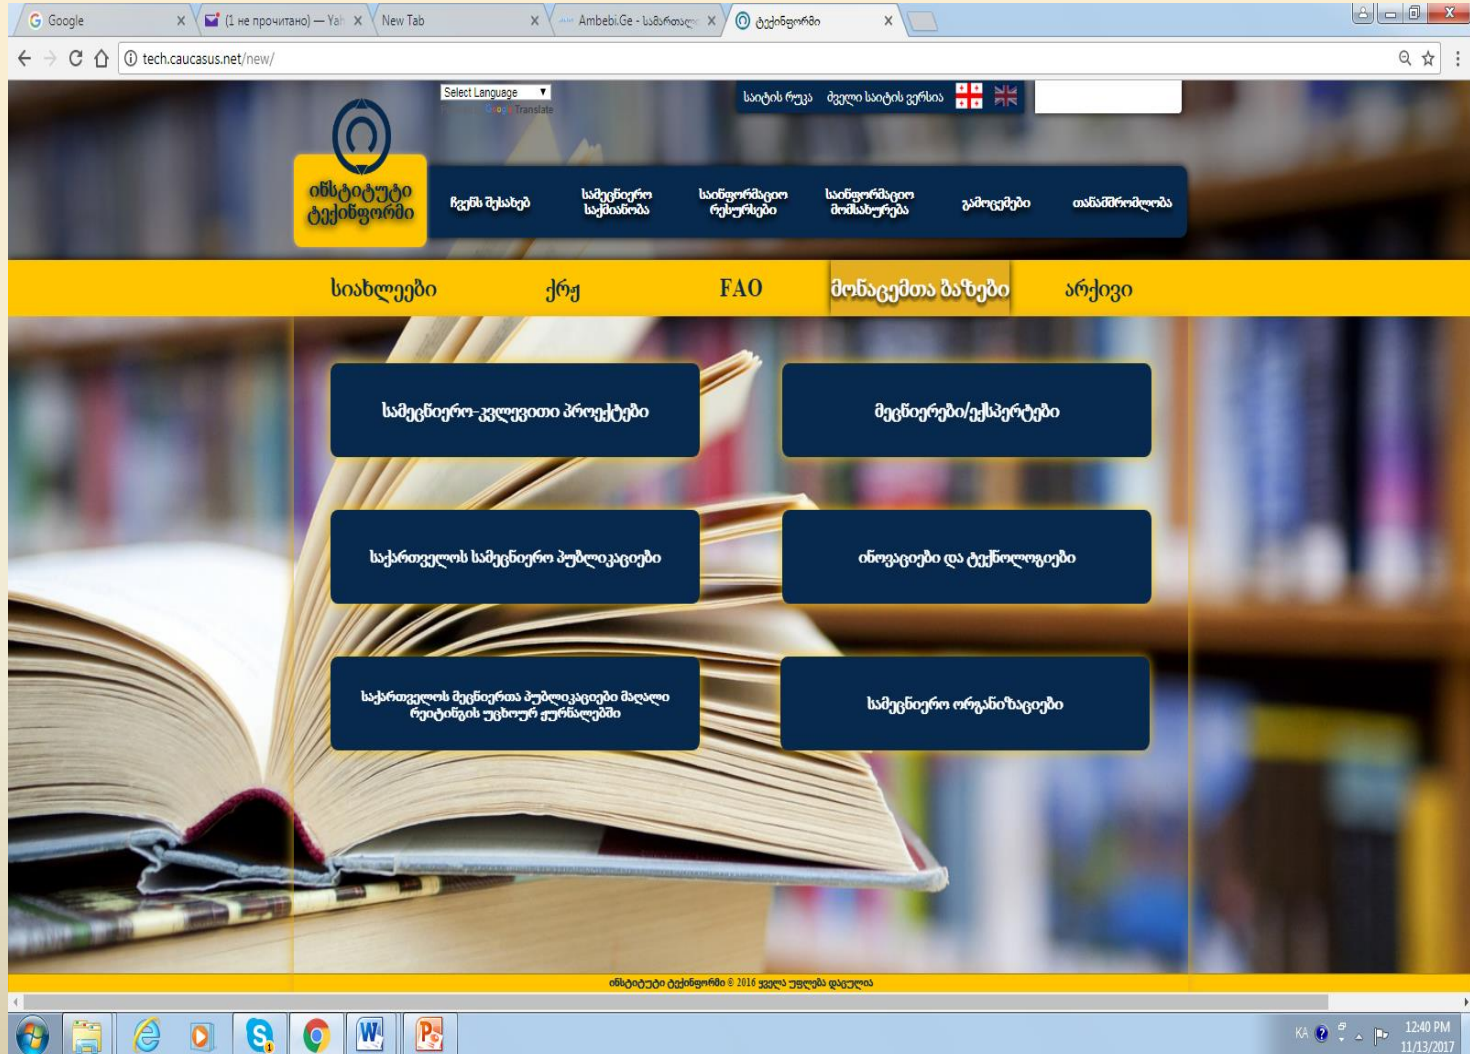 Google
(1 не прочитано) — Yah
New Tab
Ambebi.Ge - სამართალი
ტექინფორმი
tech.caucasus.net/new/
Select Language
Translate
საიტის რუკა ძველი საიტის ვერსია
ინსტიტუტი
ტექინფორმი
ჩვენს შესახებ
სამეცნიერო
საქმიანობა
საინფორმაციო
რესურსები
საინფორმაციო
მომსახურება
გამოცემები
თანამშრომლობა
სიახლეები
ქრჟ
FAO
მონაცემთა ბაზები
არქივი
სამეცნიერო-კვლევითი პროექტები
მეცნიერები/ექსპერტები
საქართველოს სამეცნიერო პუბლიკაციები
ინოვაციები და ტექნოლოგიები
საქართველოს მეცნიერთა პუბლიკაციები მაღალი
რეიტინგის უცხოურ ჟურნალებში
სამეცნიერო ორგანიზაციები
ინსტიტუტი ტექინფორმი © 2016 ყველა უფლება დაცულია
KA
12:40 PM
11/13/2017